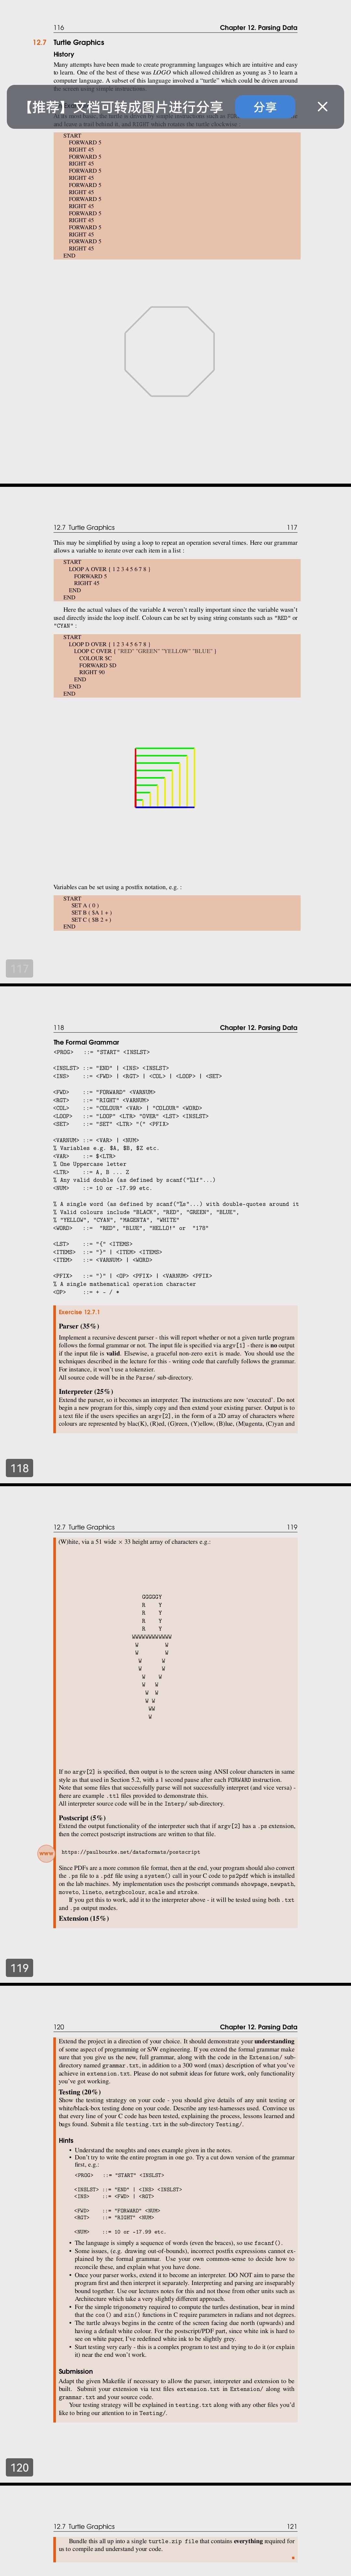 116
Chapter 12. Parsing Data
12.7 Turtle Graphics
History
Many attempts have been made to create programming languages which are intuitive and easy
to learn. One of the best of these was LOGO which allowed children as young as 3 to learn a
computer language. A subset of this language involved a "turtle" which could be driven around
the screen using simple instructions.
【推荐】文档可转成图片进行分享
分享
and leave a trail behind it, and RIGHT which rotates the turtle clockwise :
START
FORWARD 5
RIGHT 45
FORWARD 5
RIGHT 45
FORWARD 5
RIGHT 45
FORWARD 5
RIGHT 45
FORWARD 5
RIGHT 45
FORWARD 5
RIGHT 45
FORWARD 5
RIGHT 45
FORWARD 5
RIGHT 45
END
12.7 Turtle Graphics
117
This may be simplified by using a loop to repeat an operation several times. Here our grammar
allows a variable to iterate over each item in a list :
START
LOOP A OVER { 1 2 3 4 5 6 7 8 }
FORWARD 5
RIGHT 45
END
END
Here the actual values of the variable A weren't really important since the variable wasn't
used directly inside the loop itself. Colours can be set by using string constants such as "RED" or
"CYAN" :
START
LOOP D OVER { 1 2 3 4 5 6 7 8 }
LOOP C OVER { "RED" "GREEN" "YELLOW" "BLUE" }
COLOUR $C
FORWARD $D
RIGHT 90
END
END
END
Variables can be set using a postfix notation, e.g. :
START
SET A ( 0 )
SET B ( $A 1 + )
SET C ( $B 2 ÷ )
END
117
118
Chapter 12. Parsing Data
The Formal Grammar
<PROG> ::= "START" <INSLST>
<INSLST> ::= "END" | <INS> <INSLST>
<INS> ::= <FWD> | <RGT> | <COL> | <LOOP> | <SET>
<FWD> ::= "FORWARD" <VARNUM>
<RGT> ::= "RIGHT" <VARNUM>
<COL> ::= "COLOUR" <VAR> | "COLOUR" <WORD>
<LOOP> ::= "LOOP" <LTR> "OVER" <LST> <INSLST>
<SET> ::= "SET" <LTR> "(" <PFIX>
<VARNUM> ::= <VAR> | <NUM>
% Variables e.g. $A, $B, $Z etc.
<VAR> ::= $<LTR>
% One Uppercase letter
<LTR> ::= A, B ... Z
% Any valid double (as defined by scanf("%lf"...)
<NUM> ::= 10 or -17.99 etc.
% A single word (as defined by scanf("%s"...) with double-quotes around it
% Valid colours include "BLACK", "RED", "GREEN", "BLUE",
% "YELLOW", "CYAN", "MAGENTA", "WHITE"
<WORD> ::= "RED", "BLUE", "HELLO!" or "178"
<LST> ::= "{" <ITEMS>
<ITEMS> ::= "}" | <ITEM> <ITEMS>
<ITEM> ::= <VARNUM> | <WORD>
<PFIX> ::= ")" | <OP> <PFIX> | <VARNUM> <PFIX>
% A single mathematical operation character
<OP> ::= + - / *
Exercise 12.7.1
Parser (35%)
Implement a recursive descent parser - this will report whether or not a given turtle program
follows the formal grammar or not. The input file is specified via argv[1] - there is no output
if the input file is valid. Elsewise, a graceful non-zero exit is made. You should use the
techniques described in the lecture for this - writing code that carefully follows the grammar.
For instance, it won't use a tokenizer.
All source code will be in the Parse/ sub-directory.
Interpreter (25%)
Extend the parser, so it becomes an interpreter. The instructions are now 'executed'. Do not
begin a new program for this, simply copy and then extend your existing parser. Output is to
a text file if the users specifies an argv[2], in the form of a 2D array of characters where
colours are represented by blac(K), (R)ed, (G)reen, (Y)ellow, (B)lue, (M)agenta, (C)yan and
118
12.7 Turtle Graphics
119
(W)hite, via a 51 wide × 33 height array of characters e.g.:
GGGGGY
R Y
R Y
R Y
R Y
WWWWWWWWWWWW
W W
W W
W W
W W
W W
W W
W W
W W
WW
W
If no argv[2] is specified, then output is to the screen using ANSI colour characters in same
style as that used in Section 5.2, with a 1 second pause after each FORWARD instruction.
Note that some files that successfully parse will not successfully interpret (and vice versa) -
there are example .ttl files provided to demonstrate this.
All interpreter source code will be in the Interp/ sub-directory.
Postscript (5%)
Extend the output functionality of the interpreter such that if argv[2] has a .ps extension,
then the correct postscript instructions are written to that file.
www
https://paulbourke.net/dataformats/postscript
Since PDFs are a more common file format, then at the end, your program should also convert
the .ps file to a .pdf file using a system() call in your C code to ps2pdf which is installed
on the lab machines. My implementation uses the postscript commands showpage, newpath,
moveto, lineto, setrgbcolour, scale and stroke.
If you get this to work, add it to the interpreter above - it will be tested using both .txt
and .ps output modes.
Extension (15%)
119
120
Chapter 12. Parsing Data
Extend the project in a direction of your choice. It should demonstrate your understanding
of some aspect of programming or S/W engineering. If you extend the formal grammar make
sure that you give us the new, full grammar, along with the code in the Extension/ sub-
directory named grammar.txt, in addition to a 300 word (max) description of what you've
achieve in extension.txt. Please do not submit ideas for future work, only functionality
you've got working.
Testing (20%)
Show the testing strategy on your code - you should give details of any unit testing or
white/black-box testing done on your code. Describe any test-harnesses used. Convince us
that every line of your C code has been tested, explaining the process, lessons learned and
bugs found. Submit a file testing.txt in the sub-directory Testing/.
Hints
• Understand the noughts and ones example given in the notes.
• Don't try to write the entire program in one go. Try a cut down version of the grammar
first, e.g.:
<PROG> ::= "START" <INSLST>
<INSLST> ::= "END" | <INS> <INSLST>
<INS> ::= <FWD> | <RGT>
<FWD> ::= "FORWARD" <NUM>
<RGT> ::= "RIGHT" <NUM>
<NUM> ::= 10 or -17.99 etc.
• The language is simply a sequence of words (even the braces), so use fscanf().
• Some issues, (e.g. drawing out-of-bounds), incorrect postfix expressions cannot ex-
plained by the formal grammar. Use your own common-sense to decide how to
reconcile these, and explain what you have done.
• Once your parser works, extend it to become an interpreter. DO NOT aim to parse the
program first and then interpret it separately. Interpreting and parsing are inseparably
bound. Use our lectures notes for this and not those from other units such as
Architecture which take a very slightly different approach.
• For the simple trigonometry required to compute the turtles destination, bear in mind
that the cos() and sin() functions in C require parameters in radians and not degrees.
• The turtle always begins in the centre of the screen facing due north (upwards) and
having a default white colour. For the postscript/PDF part, since white ink is hard to
see on white paper, I've redefined white ink to be slightly grey.
• Start testing very early - this is a complex program to test and trying to do it (or explain
it) near the end won't work.
Submission
Adapt the given Makefile if necessary to allow the parser, interpreter and extension to be
built. Submit your extension via text files extension.txt in Extension/ along with
grammar.txt and your source code.
Your testing strategy will be explained in testing.txt along with any other files you'd
like to bring our attention to in Testing/.
120
12.7 Turtle Graphics
121
Bundle this all up into a single turtle.zip file that contains everything required for
us to compile and understand your code.